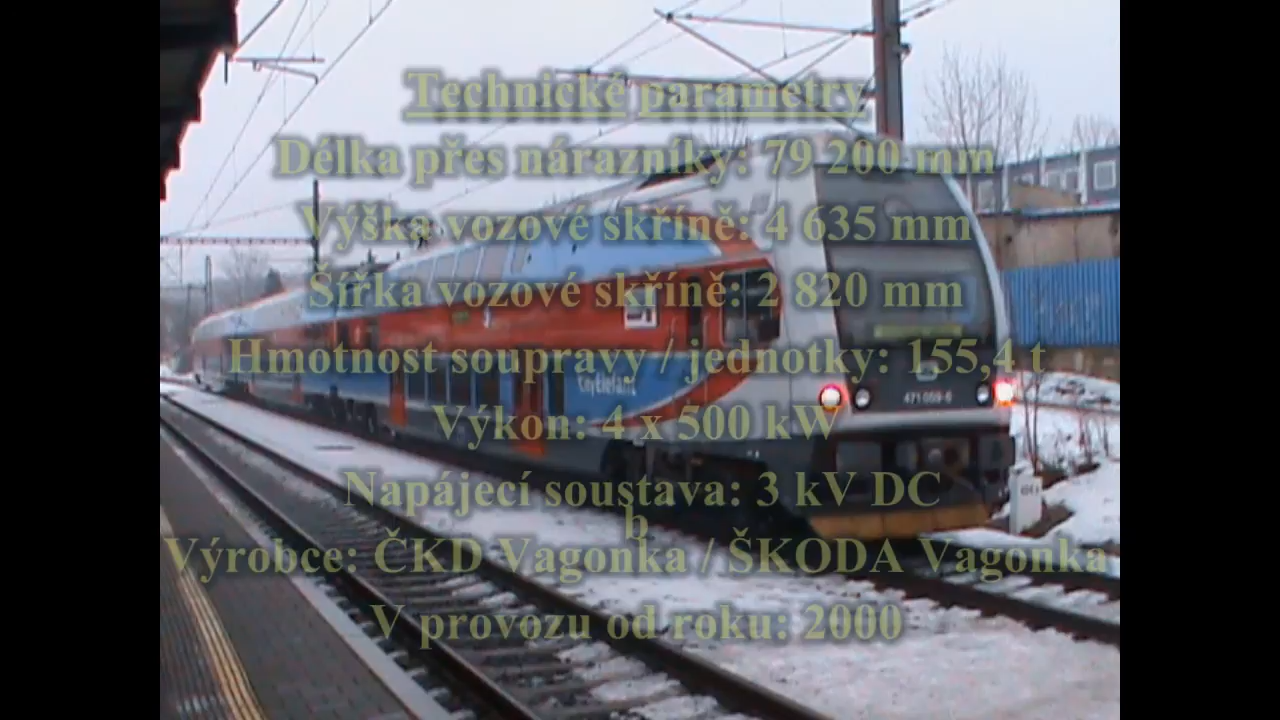 Technické parametry
Délka přes nárazníky: 79 200 mm
Výška vozové skříně: 4 635 mm
Šířka vozové skříně: 2 820 mm
Hmotnost soupravy / jednotky: 155,4 t
Výkon: 4 x 500 kW
Napájecí soustava: 3 kV DC
b
Výrobce: ČKD Vagonka / ŠKODA Vagonka
V provozu od roku: 2000
CityElefant